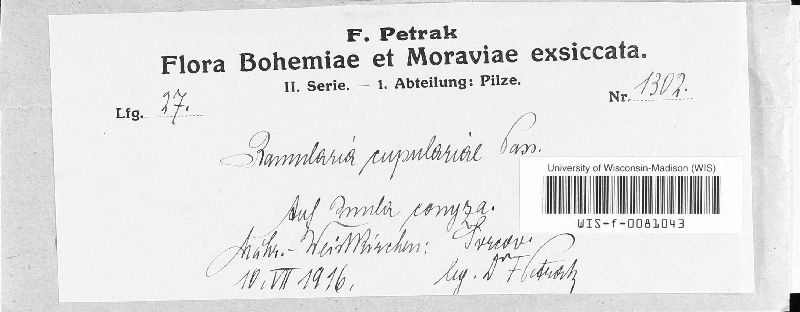 F. Petrak
Flora Bohemiae et Moraviae exsiccata.
II. Serie. — 1. Abteilung: Pilze.
Lfg. 27.
Nr. 1302.
Ramularia cupulariae Pass.
University of Wisconsin-Madison (WIS)
WIS-f-0081043
Auf Inula conyza.
Mähr.-Weisskirchen:
10. VII 1916.
leg. Dr F Petrak